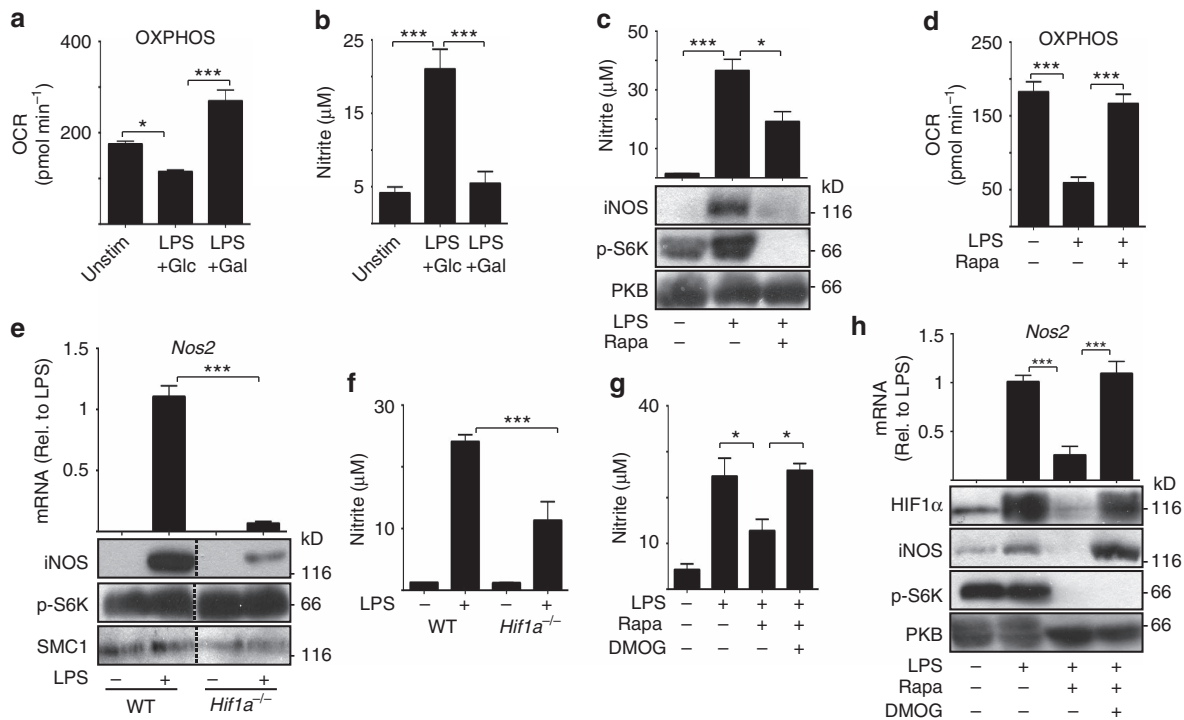 a
OXPHOS
OCR
(pmol min−1)
400
200
0
*
***
Unstim
LPS
+Glc
LPS
+Gal
b
Nitrite (μM)
25
15
5
***
***
Unstim
LPS
+Glc
LPS
+Gal
c
Nitrite (μM)
50
30
10
***
*
kD
iNOS
116
p-S6K
66
PKB
66
LPS − + +
Rapa − − +
d
OXPHOS
OCR
(pmol min−1)
250
150
50
***
***
LPS − + +
Rapa − − +
e
Nos2
mRNA (Rel. to LPS)
1.5
1
0.5
***
kD
iNOS
116
p-S6K
66
SMC1
116
LPS − + − +
WT Hif1a−/−
f
Nitrite (μM)
30
10
***
LPS − + − +
WT Hif1a−/−
g
Nitrite (μM)
40
10
*
*
LPS − + + +
Rapa − − + +
DMOG − − − +
h
Nos2
mRNA
(Rel. to LPS)
1.5
1
0.5
***
***
kD
HIF1α
116
iNOS
116
p-S6K
66
PKB
66
LPS − + + +
Rapa − − + +
DMOG − − − +